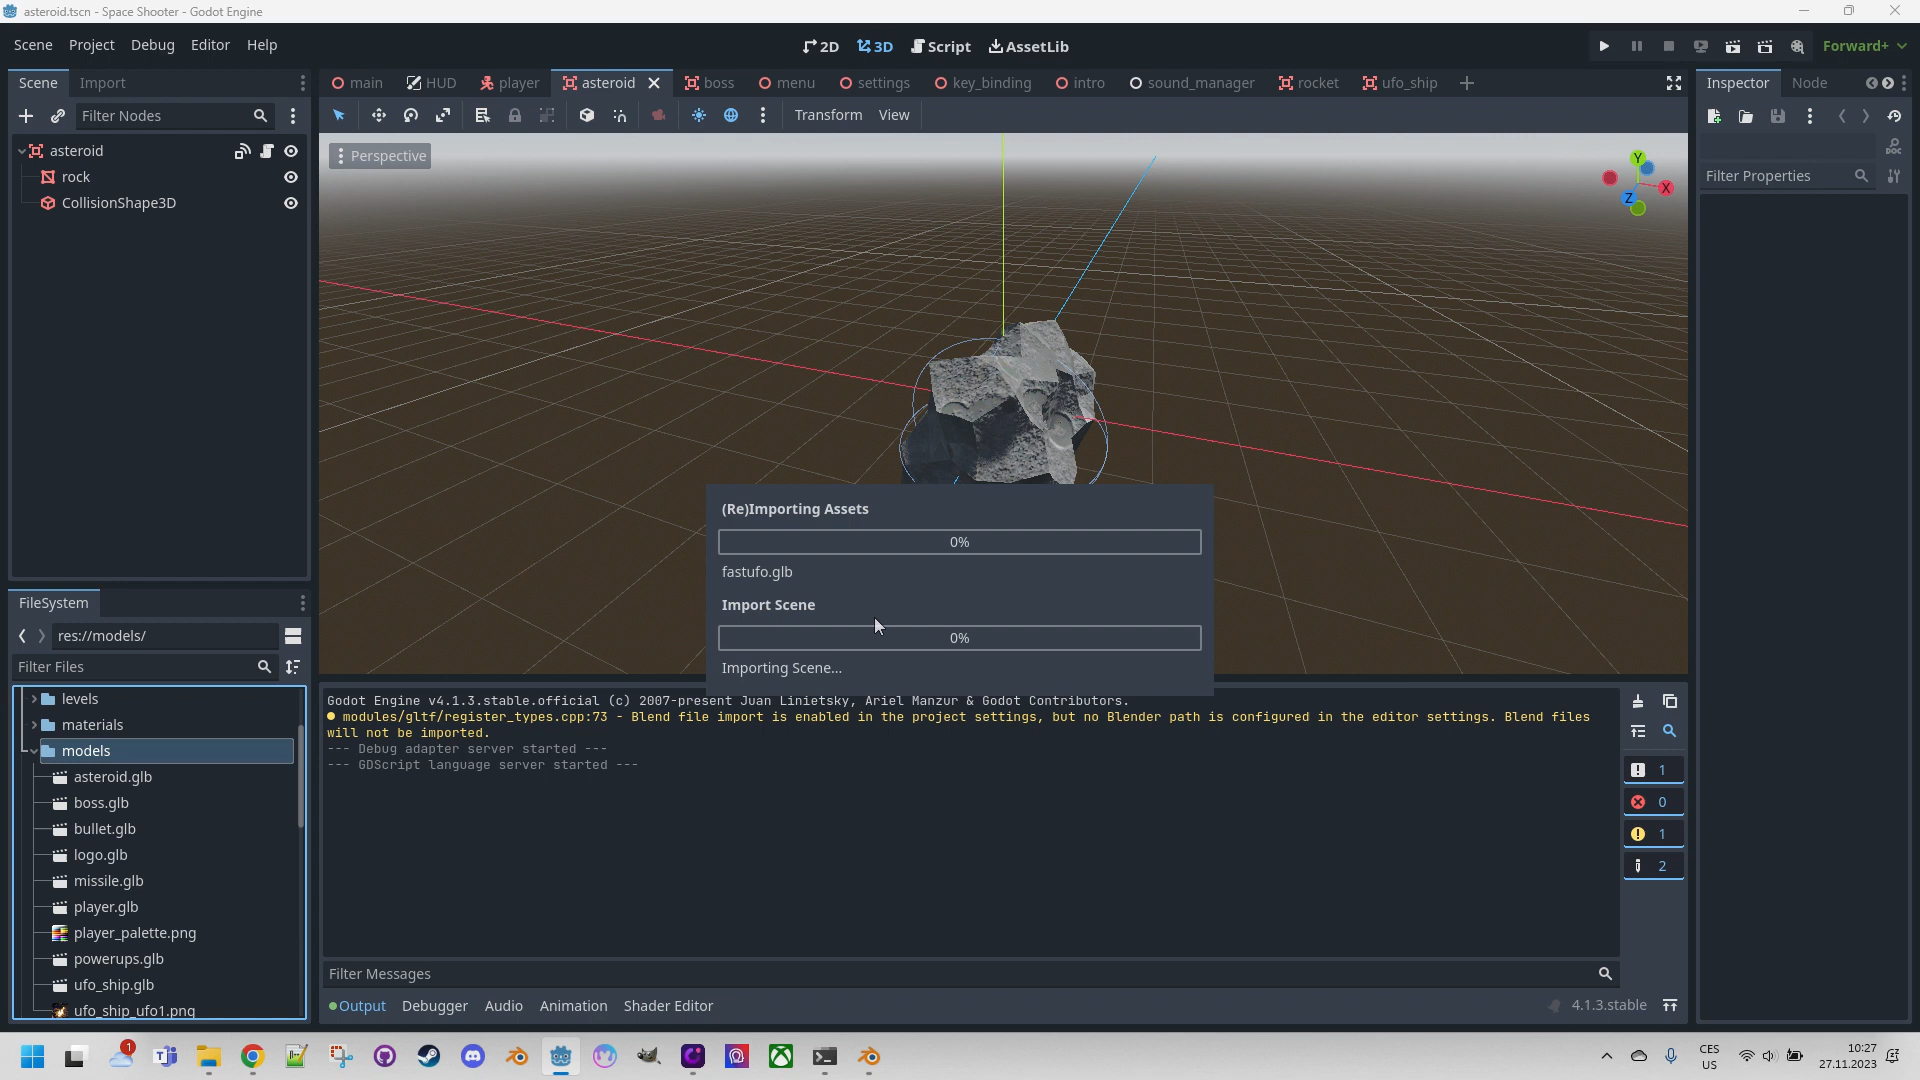 asteroid.tscn - Space Shooter - Godot Engine
Scene Project Debug Editor Help
2D 3D Script AssetLib
Forward+
Scene Import
main HUD player asteroid boss menu settings key_binding intro sound_manager rocket ufo_ship
Inspector Node
Filter Nodes
Transform View
asteroid
rock
CollisionShape3D
Perspective
Y
X
Z
DOC
Filter Properties
(Re)Importing Assets
0%
fastufo.glb
Import Scene
0%
Importing Scene...
FileSystem
res://models/
Filter Files
levels
materials
models
asteroid.glb
boss.glb
bullet.glb
logo.glb
missile.glb
player.glb
player_palette.png
powerups.glb
ufo_ship.glb
ufo_ship_ufo1.png
Godot Engine v4.1.3.stable.official (c) 2007-present Juan Linietsky, Ariel Manzur & Godot Contributors.
modules/gltf/register_types.cpp:73 - Blend file import is enabled in the project settings, but no Blender path is configured in the editor settings. Blend files
will not be imported.
--- Debug adapter server started ---
--- GDScript language server started ---
1
0
1
2
Filter Messages
Output Debugger Audio Animation Shader Editor
4.1.3.stable
1
CES
US
10:27
27.11.2023